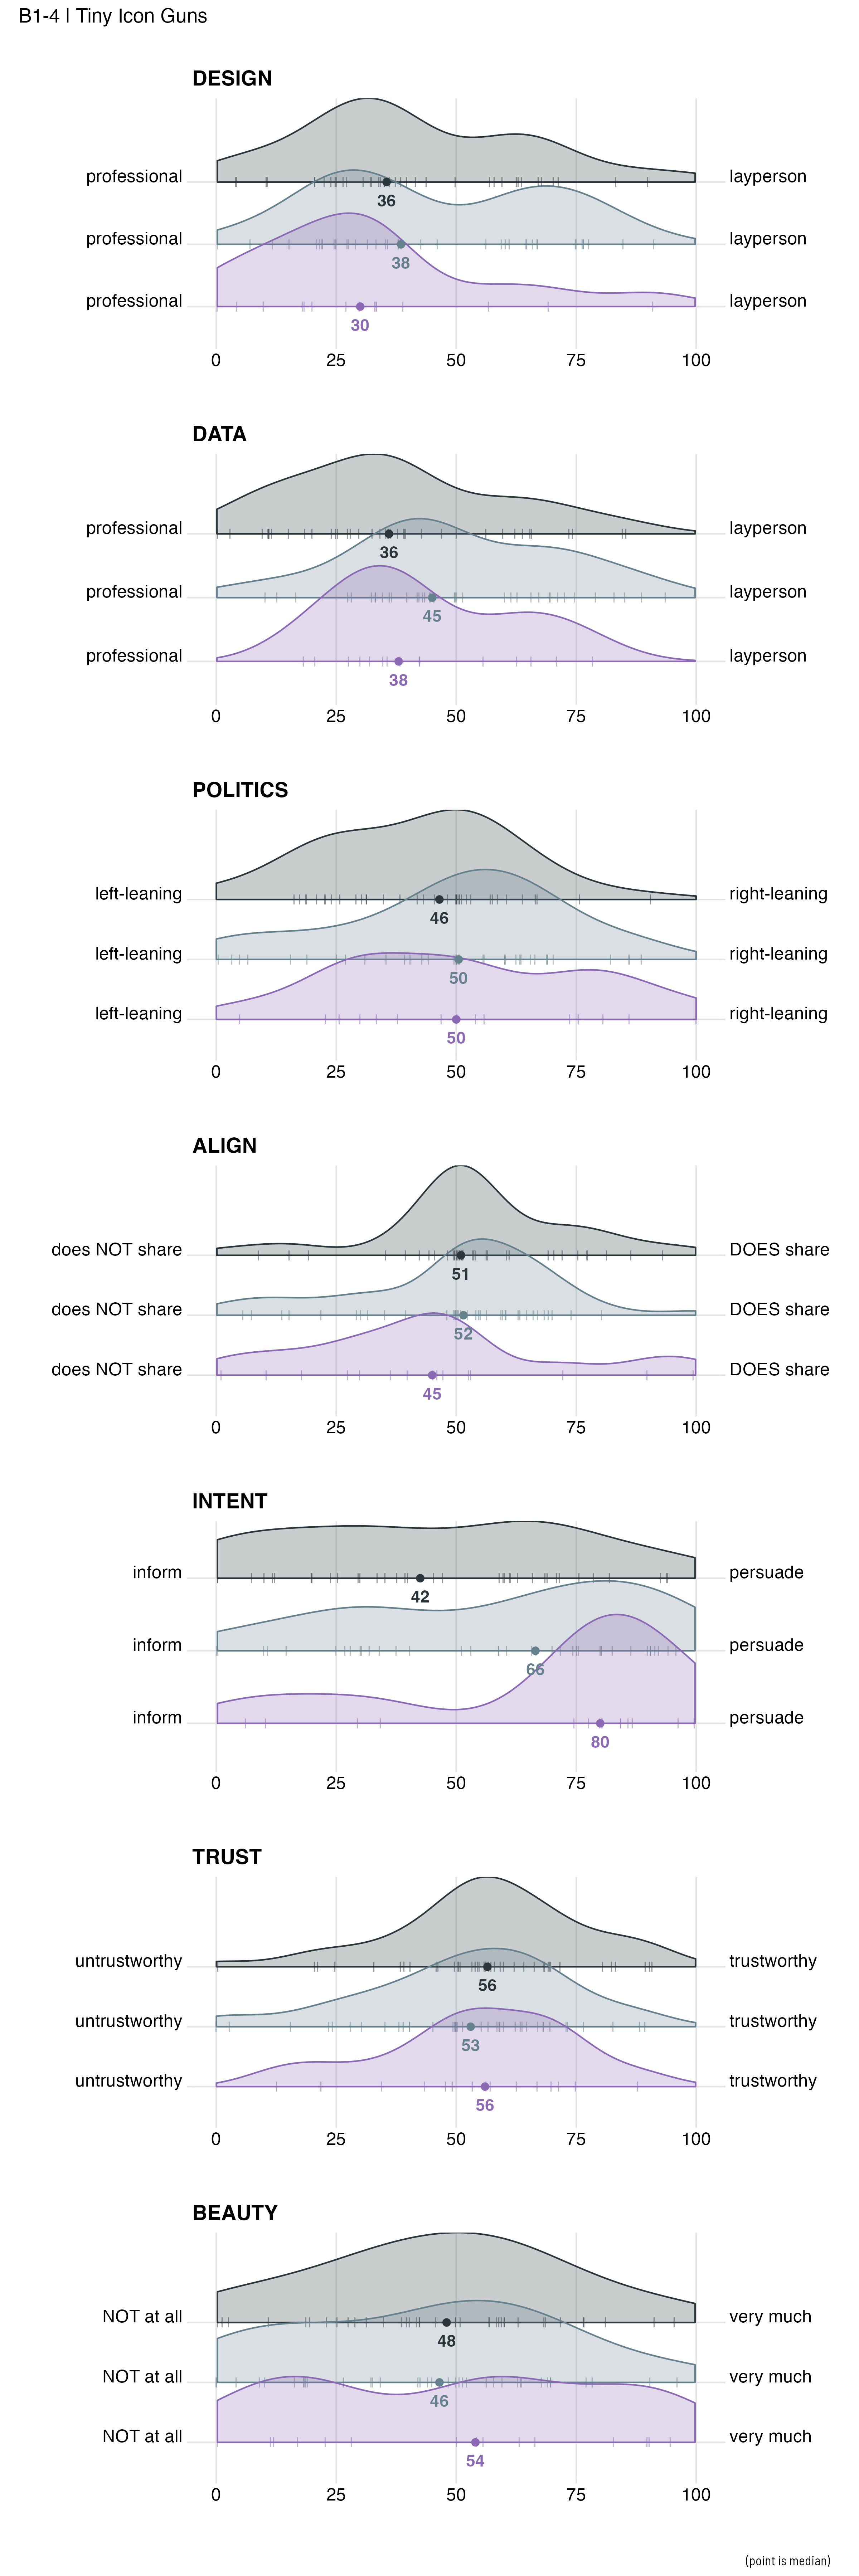 B1-4 | Tiny Icon Guns
DESIGN
professional layperson
36
professional layperson
38
professional layperson
30
0 25 50 75 100
DATA
professional layperson
36
professional layperson
45
professional layperson
38
0 25 50 75 100
POLITICS
left-leaning right-leaning
46
left-leaning right-leaning
50
left-leaning right-leaning
50
0 25 50 75 100
ALIGN
does NOT share DOES share
51
does NOT share DOES share
52
does NOT share DOES share
45
0 25 50 75 100
INTENT
inform persuade
42
inform persuade
66
inform persuade
80
0 25 50 75 100
TRUST
untrustworthy trustworthy
56
untrustworthy trustworthy
53
untrustworthy trustworthy
56
0 25 50 75 100
BEAUTY
NOT at all very much
48
NOT at all very much
46
NOT at all very much
54
0 25 50 75 100
(point is median)